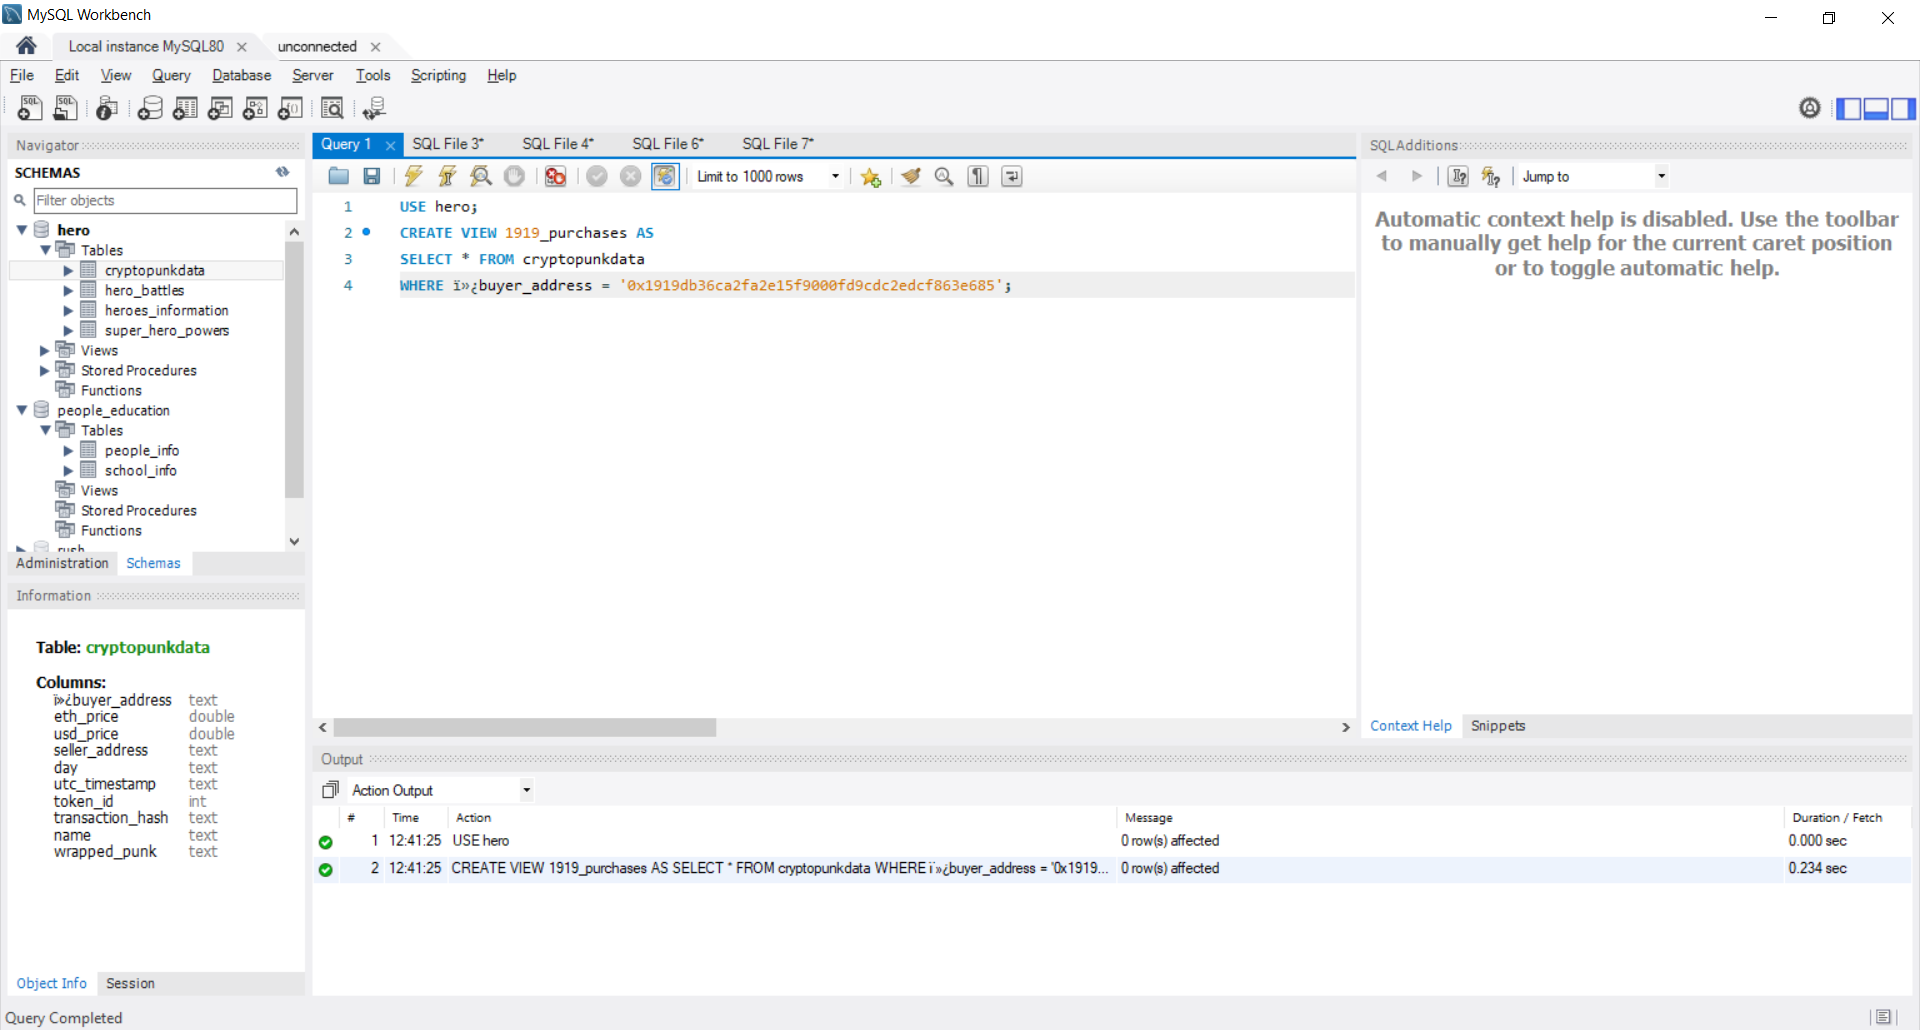 MySQL Workbench
Local instance MySQL80
unconnected
File Edit View Query Database Server Tools Scripting Help
Navigator
SCHEMAS
Filter objects
hero
Tables
cryptopunkdata
hero_battles
heroes_information
super_hero_powers
Views
Stored Procedures
Functions
people_education
Tables
people_info
school_info
Views
Stored Procedures
Functions
rush
Administration Schemas
Information
Table: cryptopunkdata
Columns:
ï»¿buyer_address text
eth_price double
usd_price double
seller_address text
day text
utc_timestamp text
token_id int
transaction_hash text
name text
wrapped_punk text
Object Info Session
Query Completed
Query 1 SQL File 3* SQL File 4* SQL File 6* SQL File 7*
Limit to 1000 rows
1 USE hero;
2 CREATE VIEW 1919_purchases AS
3 SELECT * FROM cryptopunkdata
4 WHERE ï»¿buyer_address = '0x1919db36ca2fa2e15f9000fd9cdc2edcf863e685';
SQLAdditions
Jump to
Automatic context help is disabled. Use the toolbar
to manually get help for the current caret position
or to toggle automatic help.
Context Help Snippets
Output
Action Output
# Time Action Message Duration / Fetch
1 12:41:25 USE hero 0 row(s) affected 0.000 sec
2 12:41:25 CREATE VIEW 1919_purchases AS SELECT * FROM cryptopunkdata WHERE ï»¿buyer_address = '0x1919... 0 row(s) affected 0.234 sec